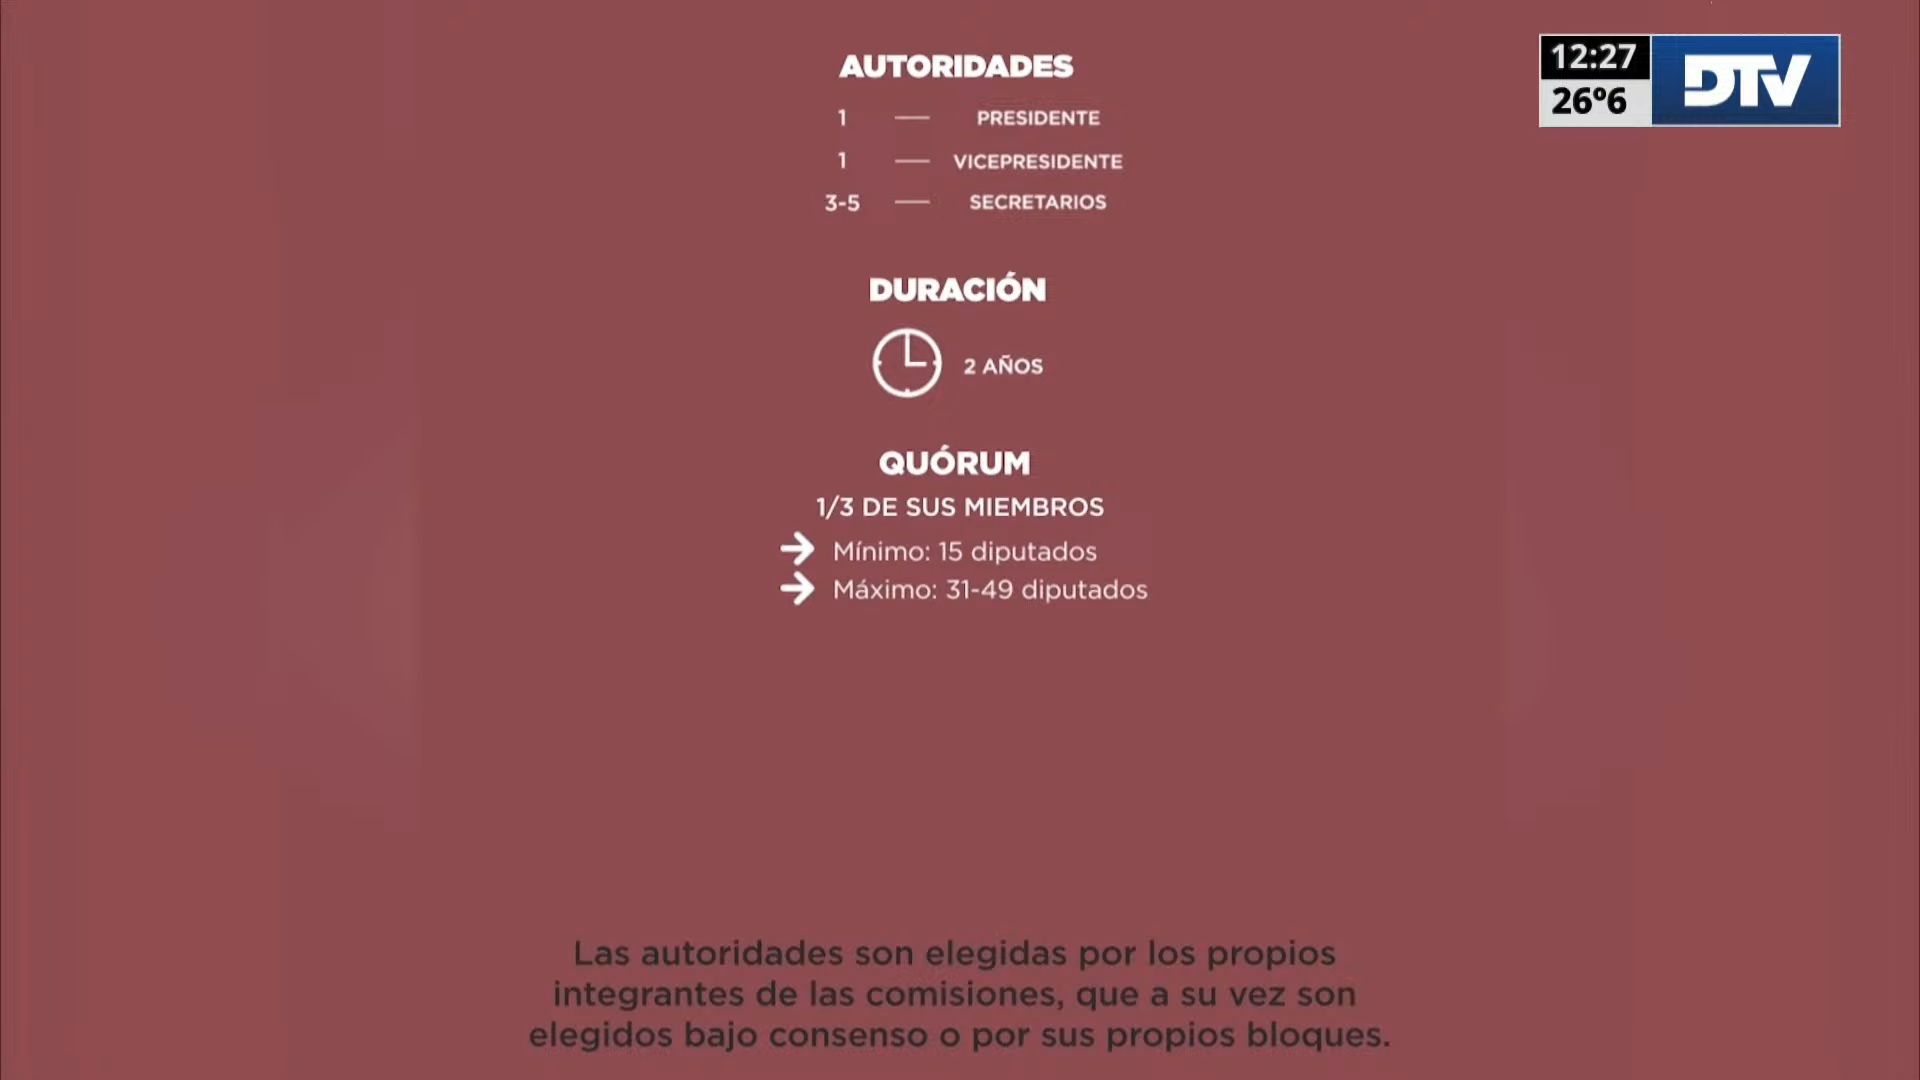 AUTORIDADES
1 — PRESIDENTE
1 — VICEPRESIDENTE
3-5 — SECRETARIOS
DURACIÓN
2 AÑOS
QUÓRUM
1/3 DE SUS MIEMBROS
→ Mínimo: 15 diputados
→ Máximo: 31-49 diputados
Las autoridades son elegidas por los propios
integrantes de las comisiones, que a su vez son
elegidos bajo consenso o por sus propios bloques.
12:27
26º6
DTV